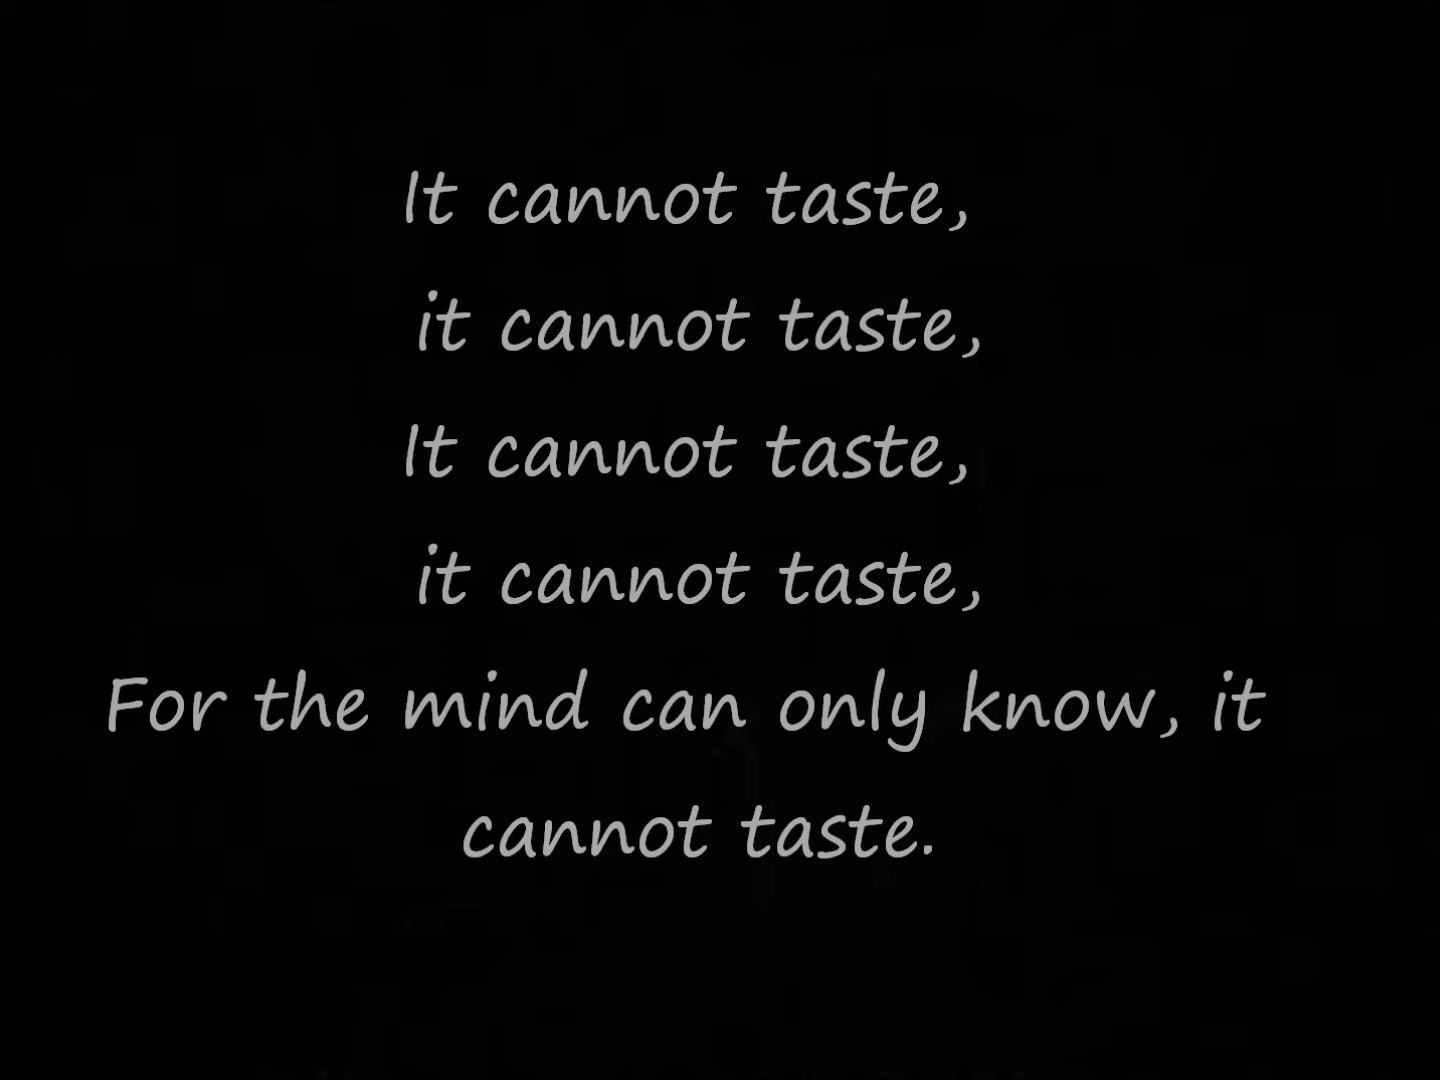 It cannot taste,
it cannot taste,
It cannot taste,
it cannot taste,
For the mind can only know, it
cannot taste.